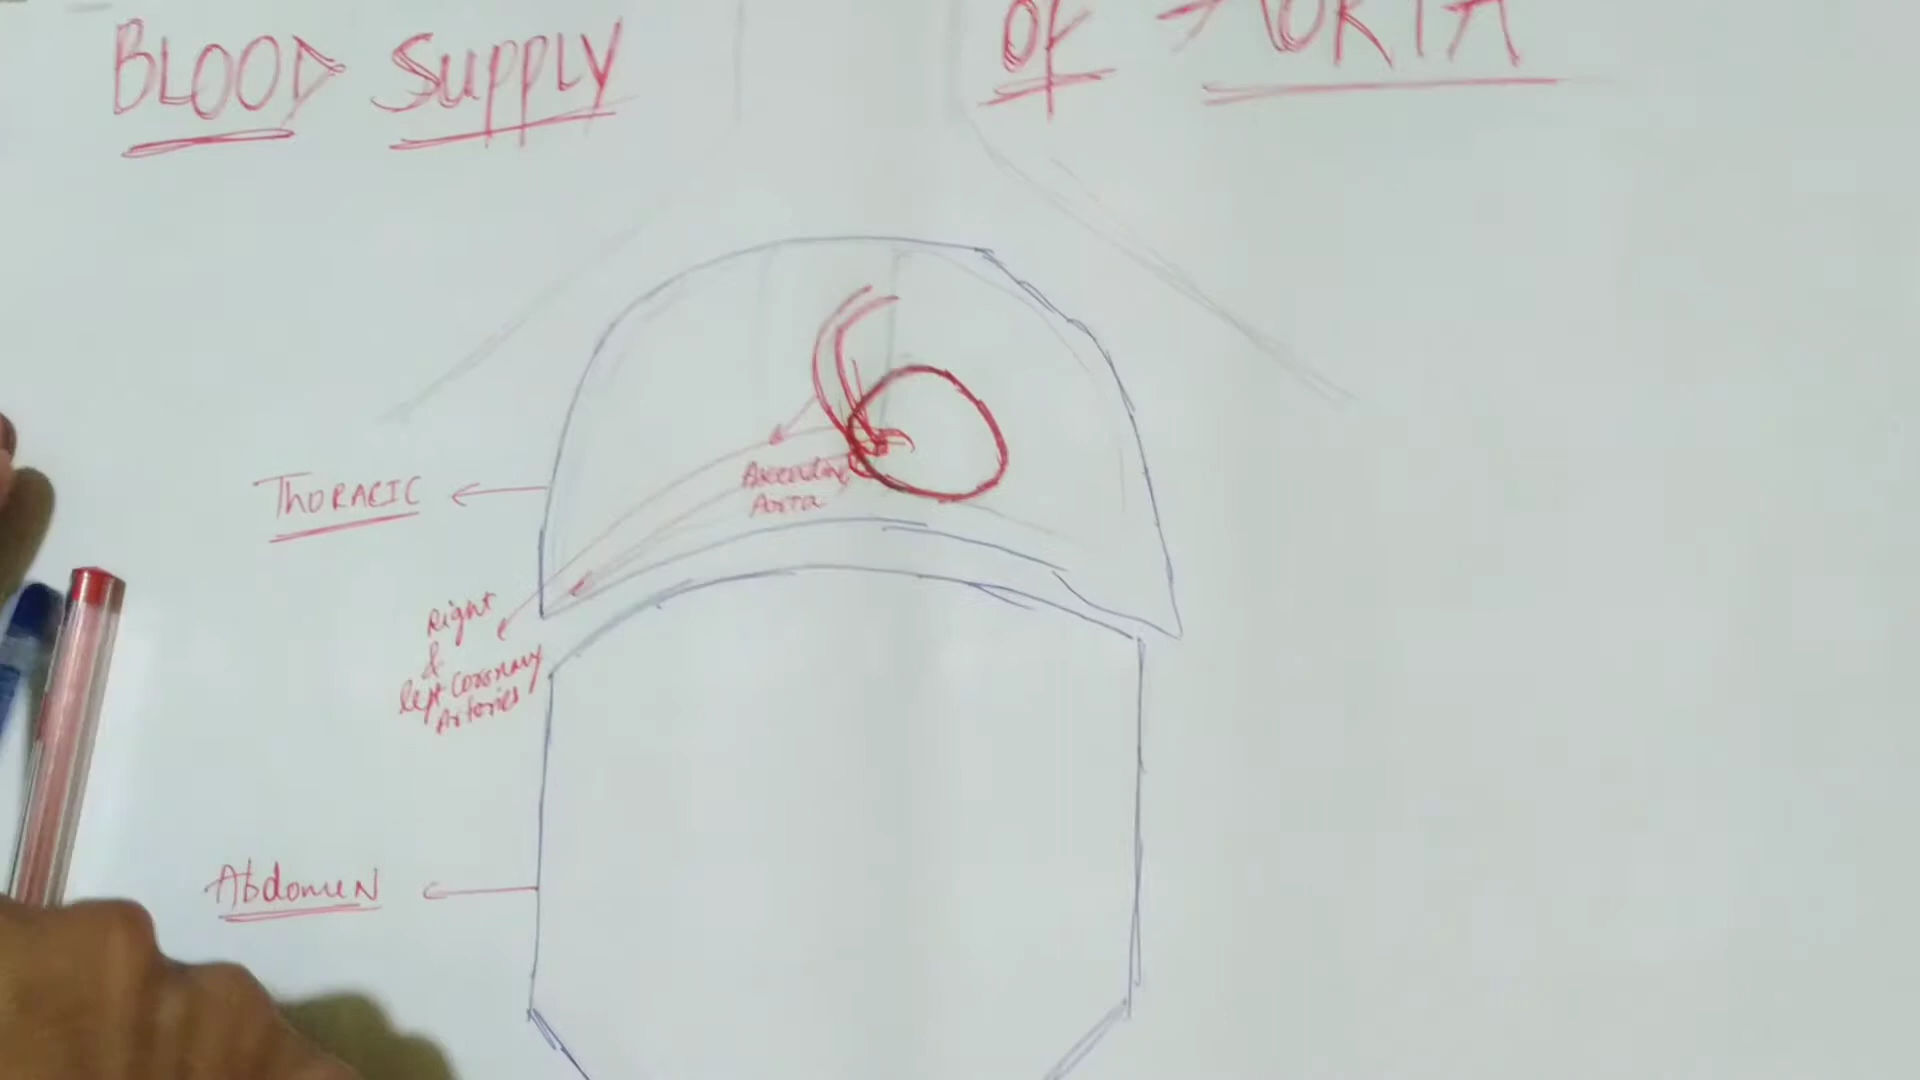 BLOOD SUPPLY OF AORTA
THORACIC
Ascending
Aorta
Right
&
left Coronary
Arteries
AbdomeN